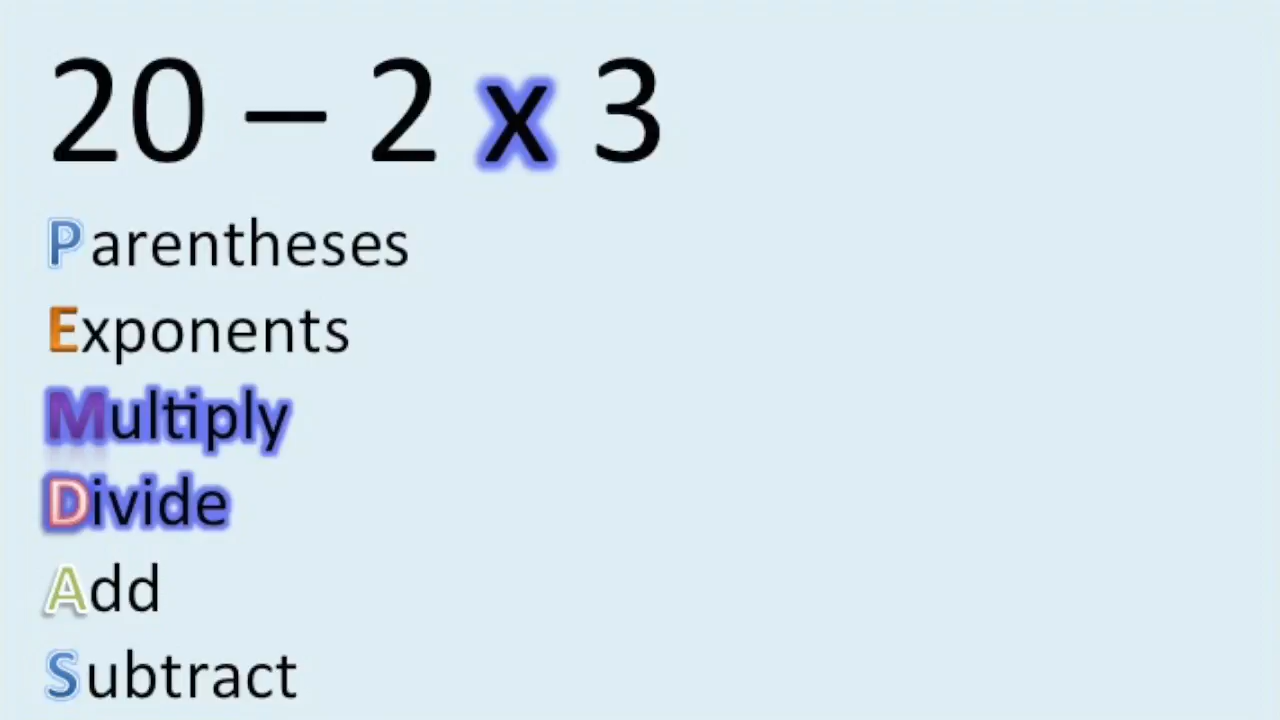 20 – 2 x 3
Parentheses
Exponents
Multiply
Divide
Add
Subtract